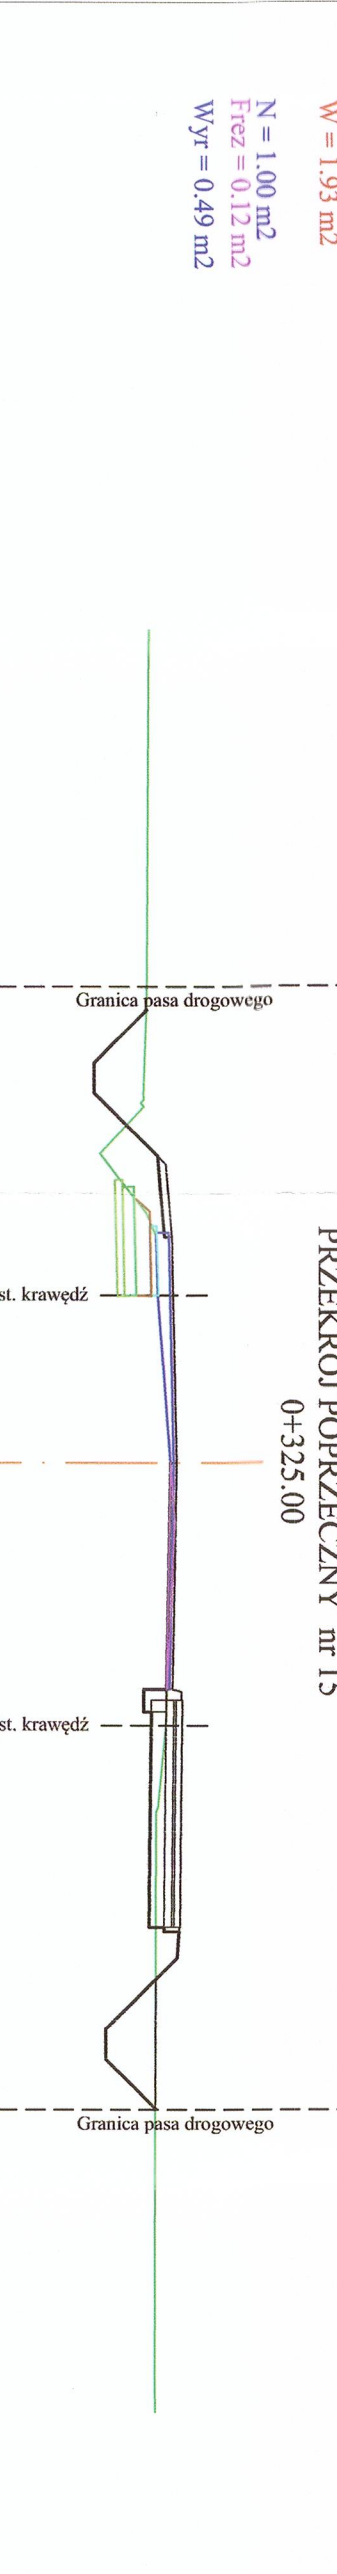 PRZEKRÓJ POPRZECZNY nr 15
0+325.00
W = 1.93 m2
N = 1.00 m2
Frez = 0.12 m2
Wyr = 0.49 m2
Granica pasa drogowego
st. krawędź
st. krawędź
Granica pasa drogowego